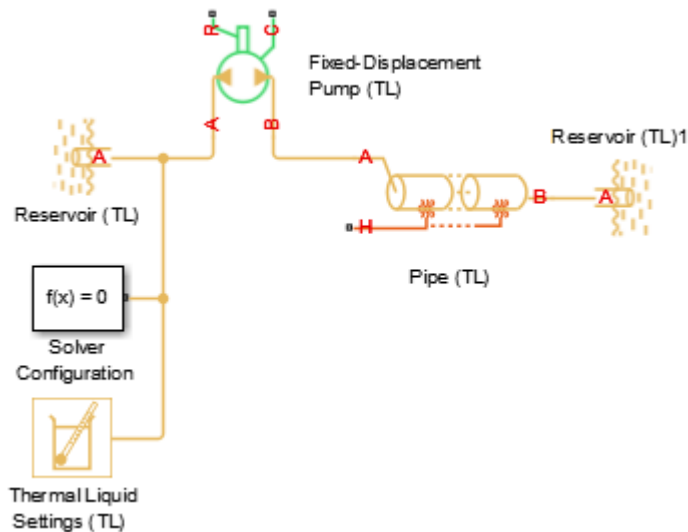 R
C
Fixed-Displacement
Pump (TL)
A
B
A
A
Reservoir (TL)1
B
A
Reservoir (TL)
H
Pipe (TL)
f(x) = 0
Solver
Configuration
Thermal Liquid
Settings (TL)